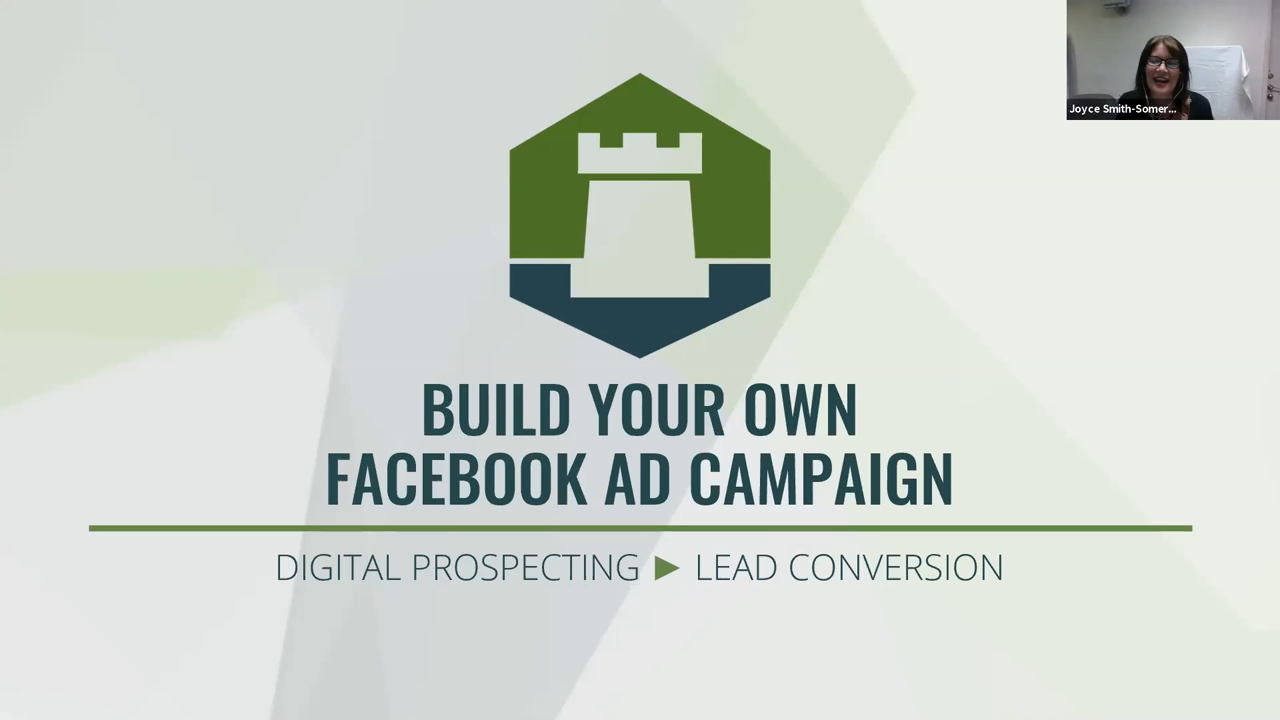 Joyce Smith-Somer...
BUILD YOUR OWN
FACEBOOK AD CAMPAIGN
DIGITAL PROSPECTING ▶ LEAD CONVERSION